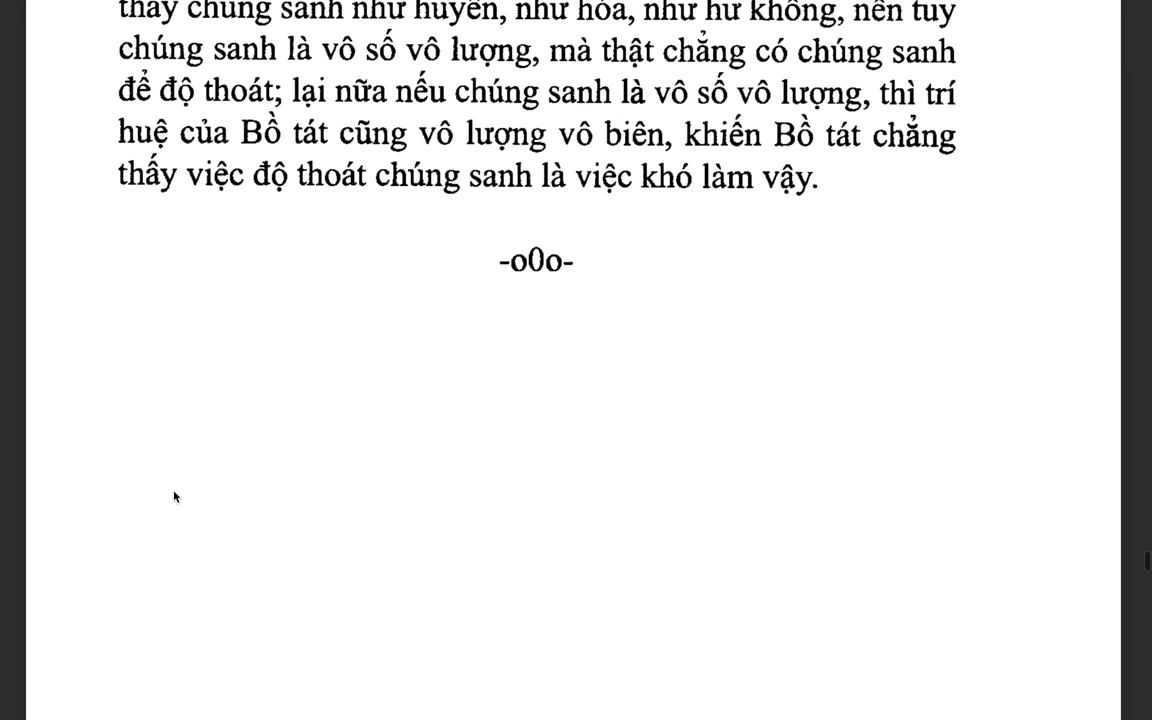 thấy chúng sanh như huyễn, như hóa, như hư không, nên tuy
chúng sanh là vô số vô lượng, mà thật chẳng có chúng sanh
để độ thoát; lại nữa nếu chúng sanh là vô số vô lượng, thì trí
huệ của Bồ tát cũng vô lượng vô biên, khiến Bồ tát chẳng
thấy việc độ thoát chúng sanh là việc khó làm vậy.
-o0o-